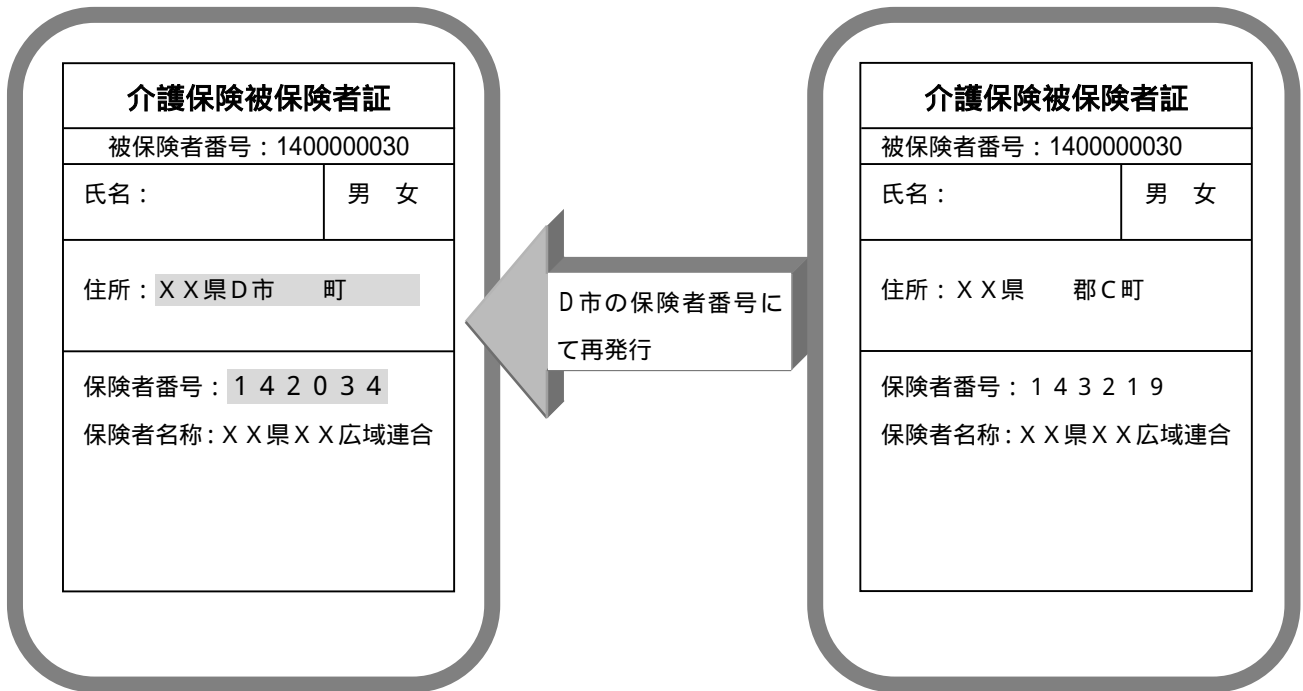 介護保険被保険者証
被保険者番号：1400000030
氏名：
男　女
住所：ＸＸ県Ｄ市　　町
保険者番号：１４２０３４
保険者名称：ＸＸ県ＸＸ広域連合
Ｄ市の保険者番号に
て再発行
介護保険被保険者証
被保険者番号：1400000030
氏名：
男　女
住所：ＸＸ県　　郡Ｃ町
保険者番号：１４３２１９
保険者名称：ＸＸ県ＸＸ広域連合